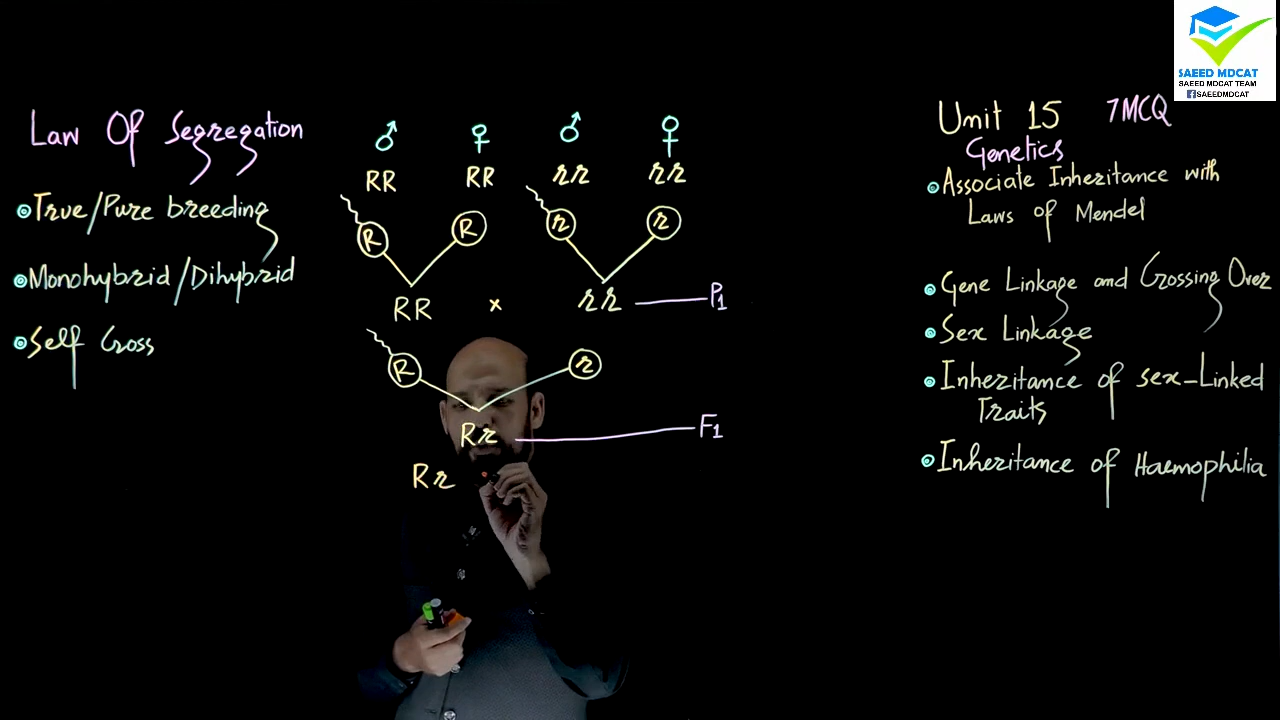 Law Of Segregation
True/Pure breeding
Monohybrid/Dihybrid
Self Cross
♂ ♀ ♂ ♀
RR RR rr rr
R R r r
RR x rr P1
R r
Rr F1
Rr
Unit 15 7MCQ
Genetics
Associate Inheritance with
Laws of Mendel
Gene Linkage and Crossing Over
Sex Linkage
Inheritance of sex-Linked
Traits
Inheritance of Haemophilia
SAEED MDCAT
SAEED MDCAT TEAM
SAEEDMDCAT